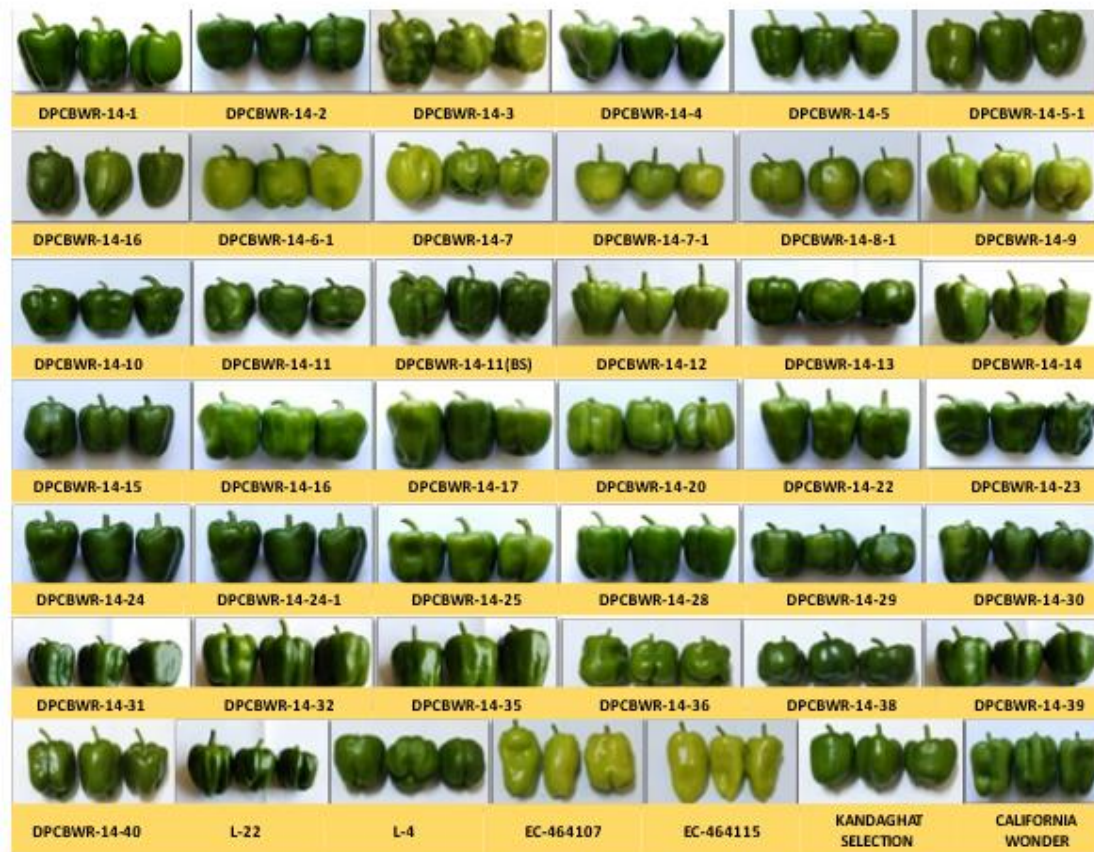 DPCBWR-14-1 DPCBWR-14-2 DPCBWR-14-3 DPCBWR-14-4 DPCBWR-14-5 DPCBWR-14-5-1
DPCBWR-14-16 DPCBWR-14-6-1 DPCBWR-14-7 DPCBWR-14-7-1 DPCBWR-14-8-1 DPCBWR-14-9
DPCBWR-14-10 DPCBWR-14-11 DPCBWR-14-11(BS) DPCBWR-14-12 DPCBWR-14-13 DPCBWR-14-14
DPCBWR-14-15 DPCBWR-14-16 DPCBWR-14-17 DPCBWR-14-20 DPCBWR-14-22 DPCBWR-14-23
DPCBWR-14-24 DPCBWR-14-24-1 DPCBWR-14-25 DPCBWR-14-28 DPCBWR-14-29 DPCBWR-14-30
DPCBWR-14-31 DPCBWR-14-32 DPCBWR-14-35 DPCBWR-14-36 DPCBWR-14-38 DPCBWR-14-39
DPCBWR-14-40 L-22 L-4 EC-464107 EC-464115 KANDAGHAT SELECTION CALIFORNIA WONDER